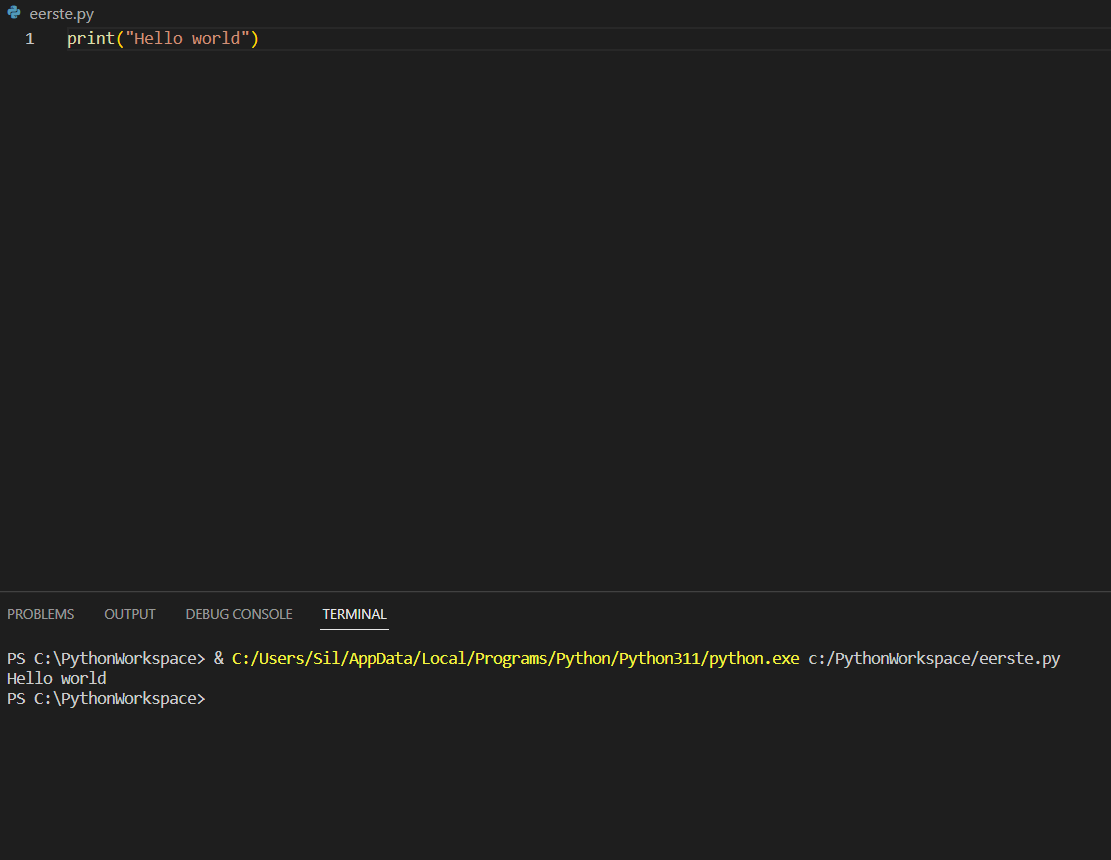 eerste.py
1 print("Hello world")
PROBLEMS OUTPUT DEBUG CONSOLE TERMINAL
PS C:\PythonWorkspace> & C:/Users/Sil/AppData/Local/Programs/Python/Python311/python.exe c:/PythonWorkspace/eerste.py
Hello world
PS C:\PythonWorkspace>